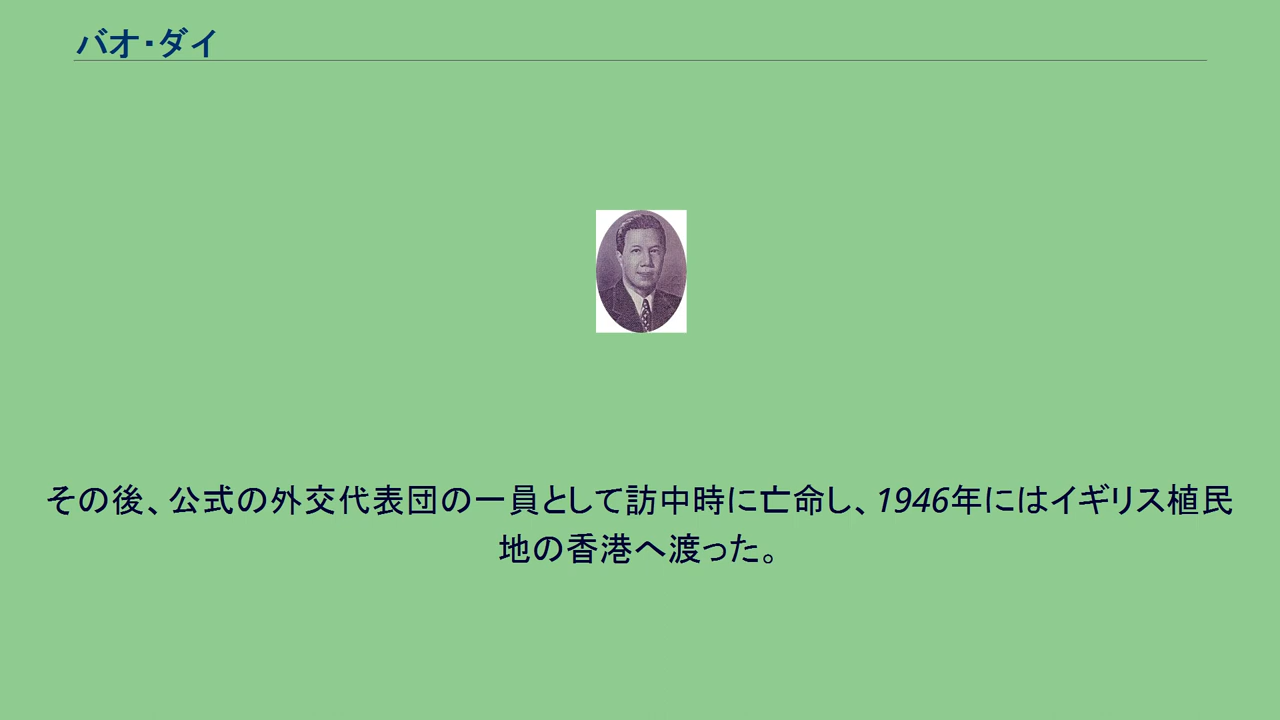 バオ・ダイ
その後、公式の外交代表団の一員として訪中時に亡命し、1946年にはイギリス植民
地の香港へ渡った。